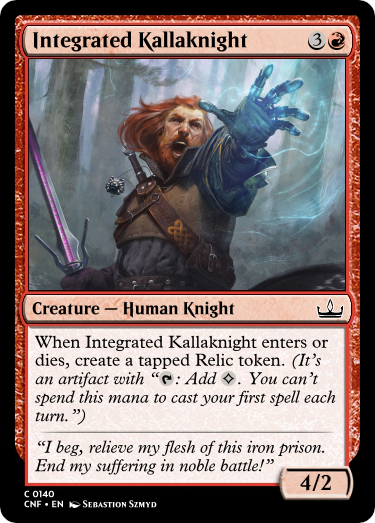 Integrated Kallaknight 3
Creature — Human Knight
When Integrated Kallaknight enters or
dies, create a tapped Relic token. (It's
an artifact with “: Add . You can't
spend this mana to cast your first spell each
turn.”)
“I beg, relieve my flesh of this iron prison.
End my suffering in noble battle!”
4/2
C 0140
CNF • EN Sebastion Szmyd